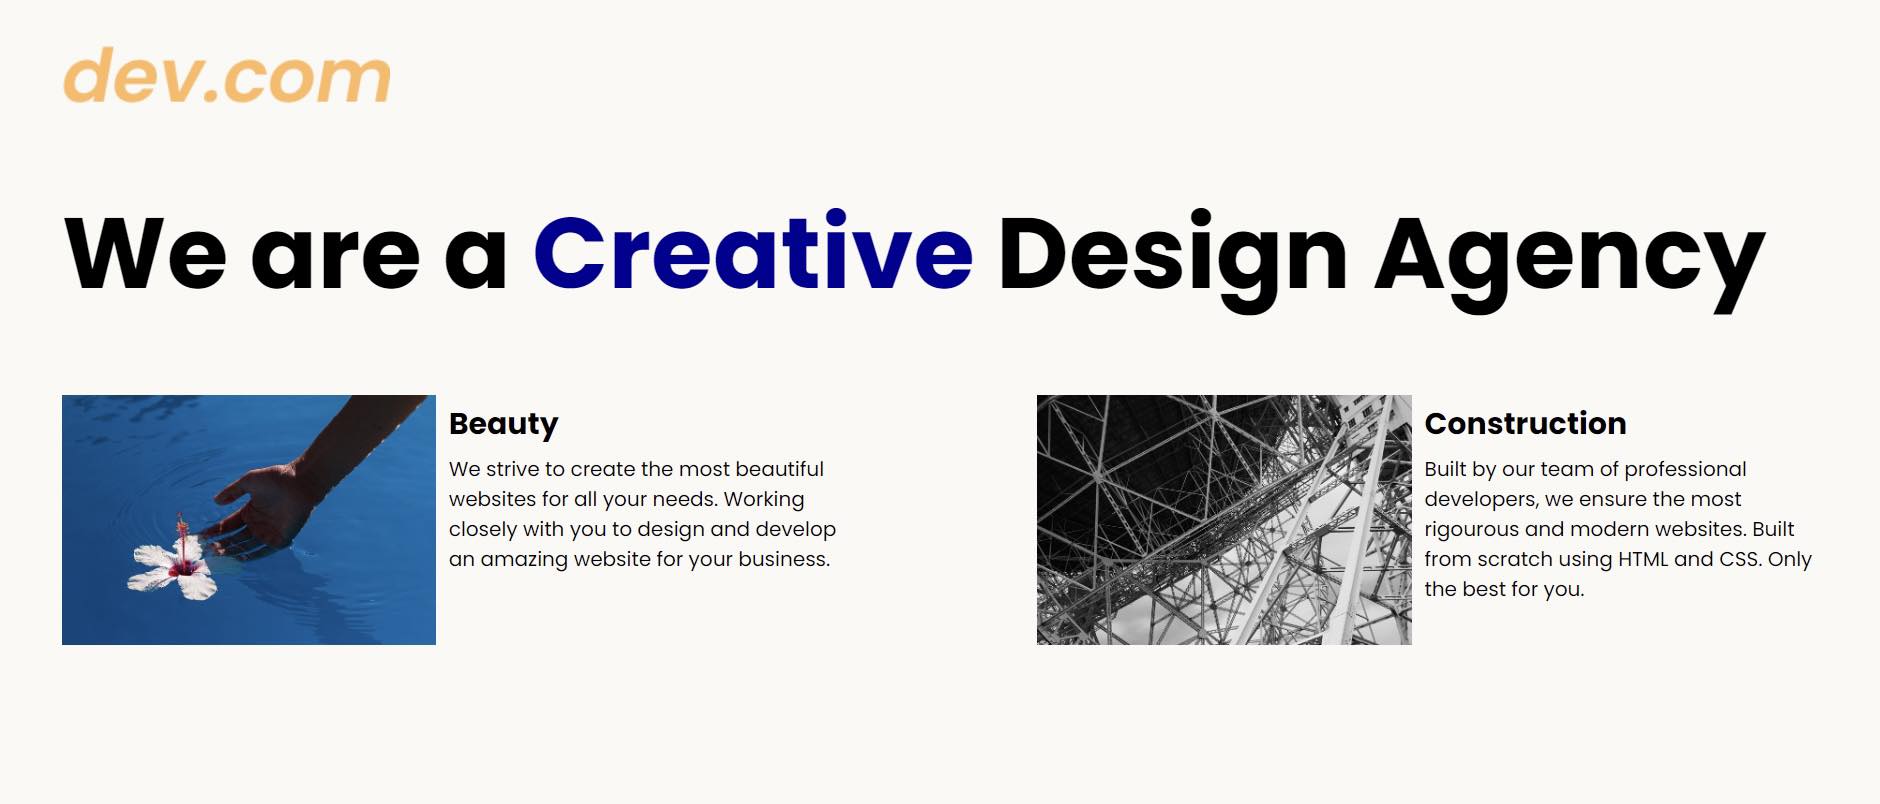 dev.com
We are a Creative Design Agency
Beauty
We strive to create the most beautiful
websites for all your needs. Working
closely with you to design and develop
an amazing website for your business.
Construction
Built by our team of professional
developers, we ensure the most
rigourous and modern websites. Built
from scratch using HTML and CSS. Only
the best for you.